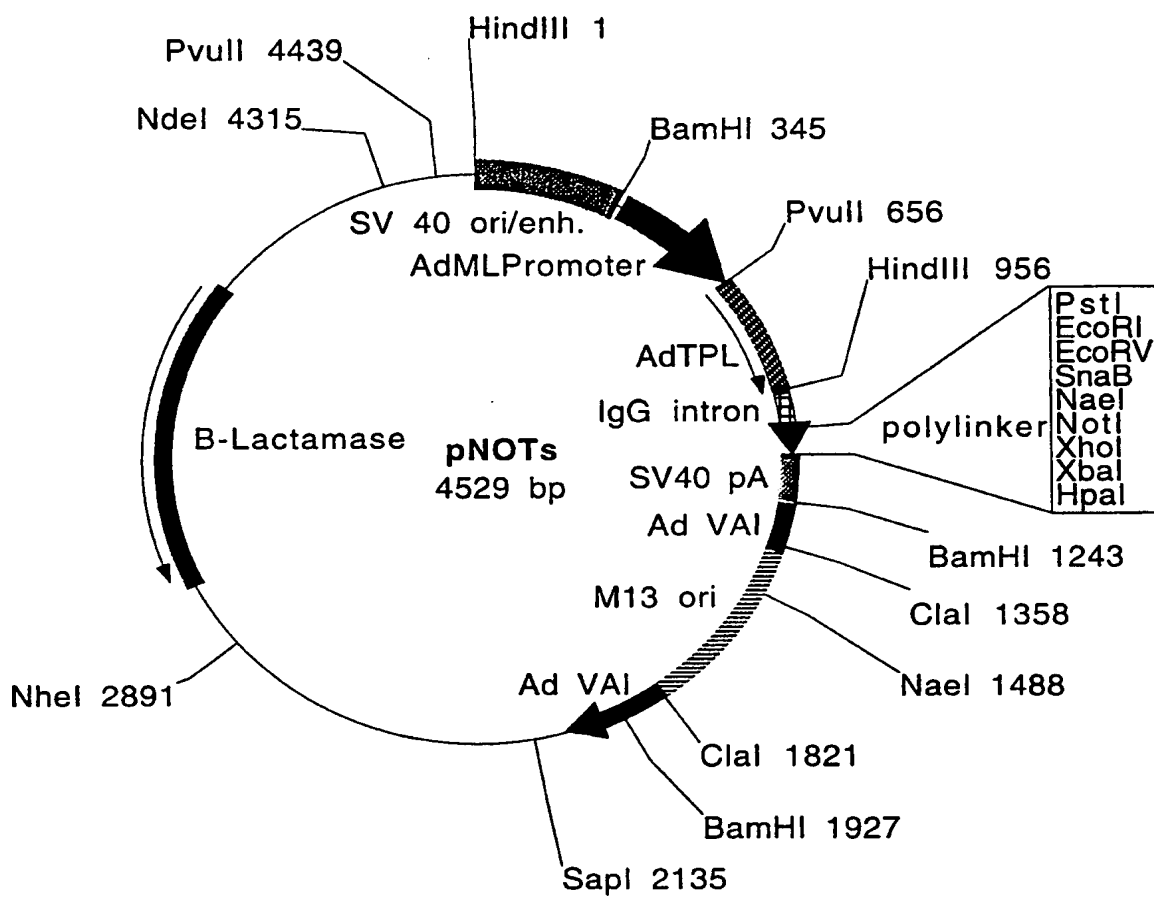 HindIII 1
PvuII 4439
NdeI 4315
BamHI 345
SV 40 ori/enh.
PvuII 656
AdMLPromoter
HindIII 956
PstI
EcoRI
EcoRV
SnaB
NaeI
NotI
XhoI
XbaI
HpaI
AdTPL
IgG intron
polylinker
B-Lactamase
pNOTs
4529 bp
SV40 pA
Ad VAI
BamHI 1243
M13 ori
ClaI 1358
NheI 2891
Ad VAI
NaeI 1488
ClaI 1821
BamHI 1927
SapI 2135